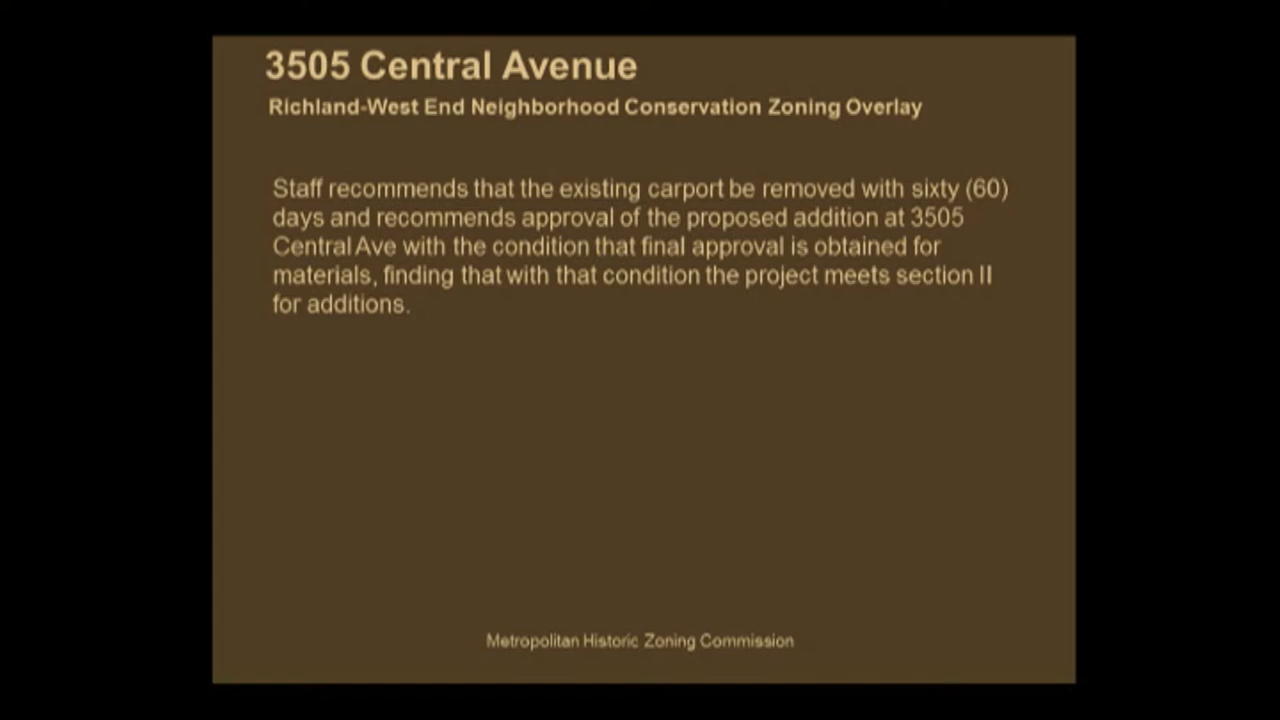 3505 Central Avenue
Richland-West End Neighborhood Conservation Zoning Overlay
Staff recommends that the existing carport be removed with sixty (60)
days and recommends approval of the proposed addition at 3505
Central Ave with the condition that final approval is obtained for
materials, finding that with that condition the project meets section II
for additions.
Metropolitan Historic Zoning Commission